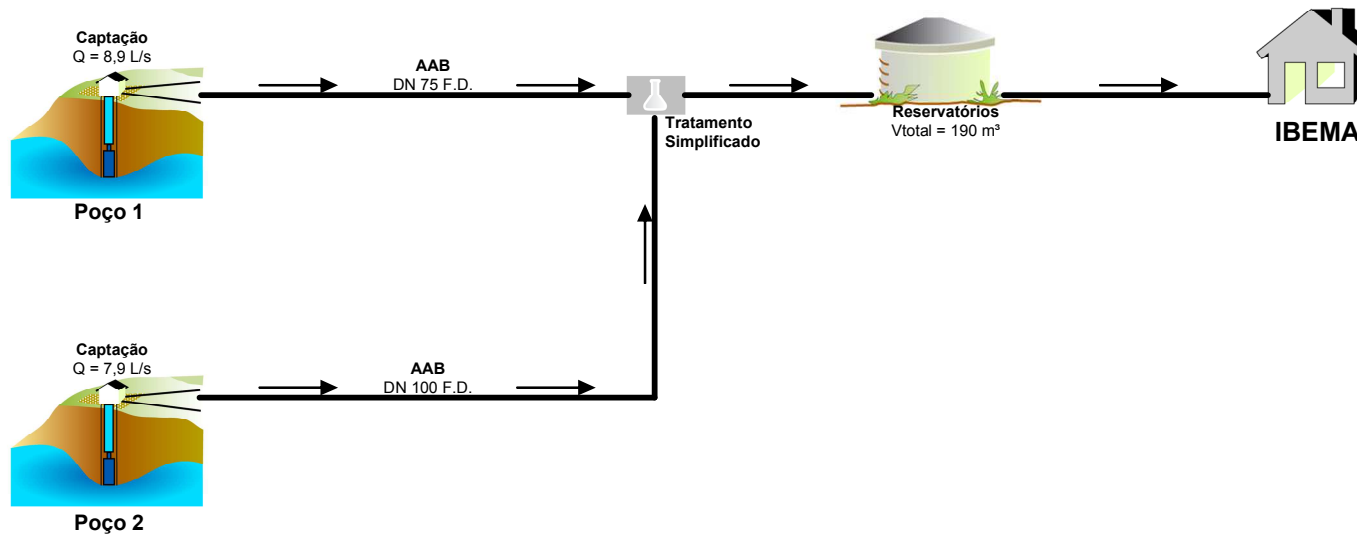 Captação
Q = 8,9 L/s
Poço 1
AAB
DN 75 F.D.
Tratamento
Simplificado
Reservatórios
Vtotal = 190 m³
IBEMA
Captação
Q = 7,9 L/s
Poço 2
AAB
DN 100 F.D.